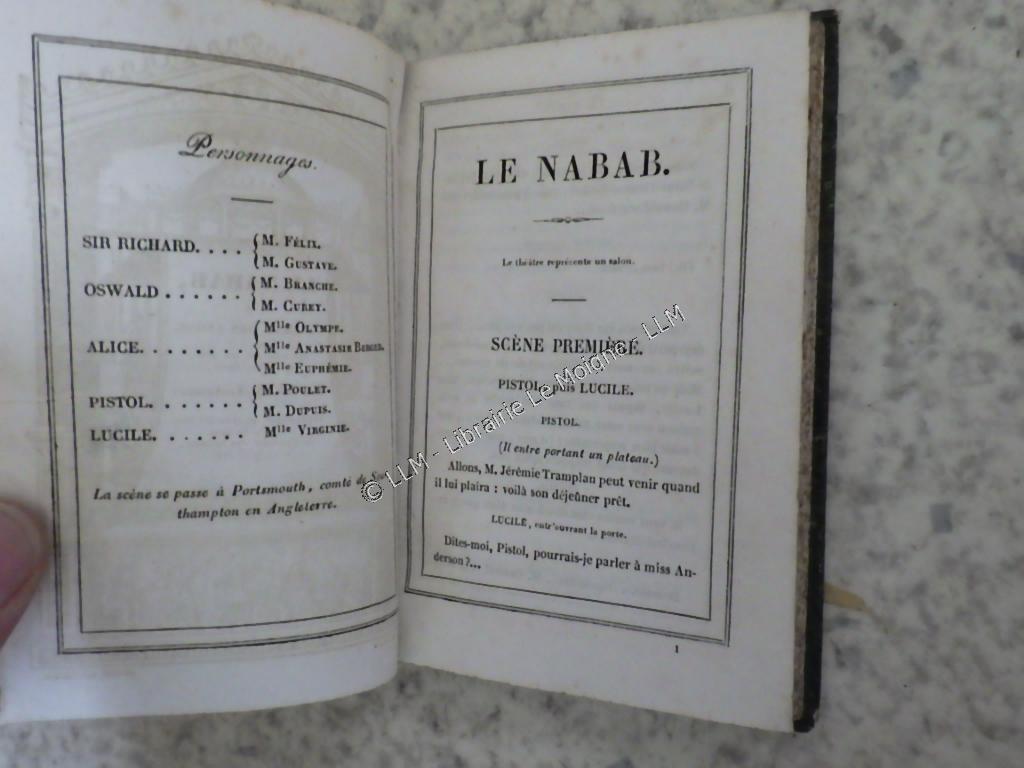 Personnages.
SIR RICHARD. . . . { M. FÉLIX.
M. GUSTAVE.
OSWALD . . . . . . { M. BRANCHE.
M. CUREY.
ALICE. . . . . . . . { Mlle OLYMPE.
Mlle ANASTASIE BERGER.
Mlle EUPHÉMIE.
PISTOL. . . . . . . { M. POULET.
M. DUPUIS.
LUCILE. . . . . . . Mlle VIRGINIE.
La scène se passe à Portsmouth, comté de
thampton en Angleterre.
LE NABAB.
Le théâtre représente un salon.
SCÈNE PREMIÈRE.
PISTOL, puis LUCILE.
PISTOL.
(Il entre portant un plateau.)
Allons, M. Jérémie Tramplan peut venir quand
il lui plaira : voilà son déjeûner prêt.
LUCILE, entr'ouvrant la porte.
Dites-moi, Pistol, pourrais-je parler à miss An-
derson ?...
1
© LLM - Librairie Le Moigne - LLM